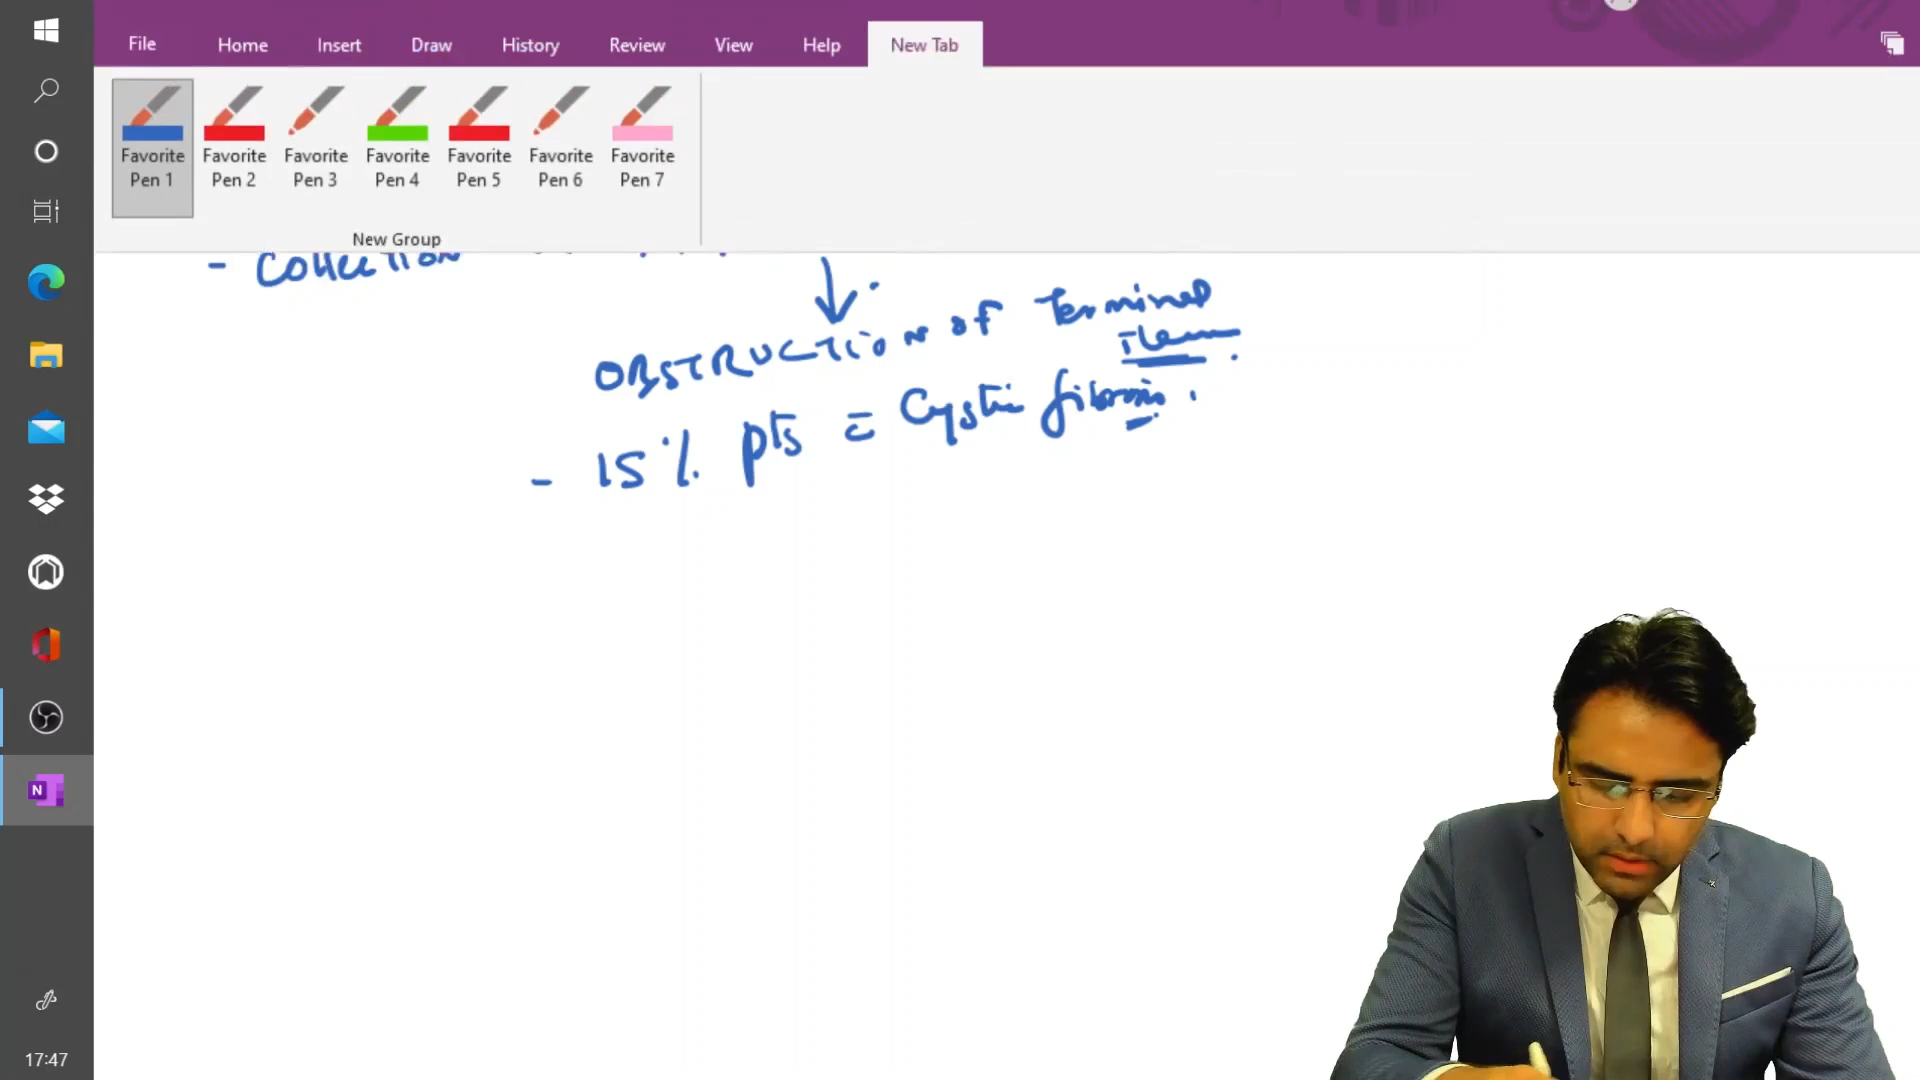 File Home Insert Draw History Review View Help New Tab
Favorite Pen 1 Favorite Pen 2 Favorite Pen 3 Favorite Pen 4 Favorite Pen 5 Favorite Pen 6 Favorite Pen 7
New Group
- Collection
OBSTRUCTION of Terminal
Ileum
- 15% pts = Cystic fibrosis.
N
17:47